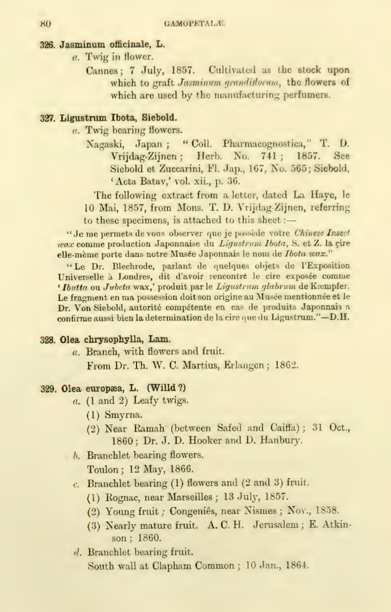 80
GAMOPETALÆ.
326. Jasminum officinale, L.
a. Twig in flower.
Cannes; 7 July, 1857. Cultivated as the stock upon
which to graft Jasminum grandiflorum, the flowers of
which are used by the manufacturing perfumers.
327. Ligustrum Ibota, Siebold.
a. Twig bearing flowers.
Nagaski, Japan; "Coll. Pharmacognostica," T. D.
Vrijdag-Zijnen; Herb. No. 741; 1857. See
Siebold et Zuccarini, Fl. Jap., 167, No. 565; Siebold,
'Acta Batav,' vol. xii., p. 36.
The following extract from a letter, dated La Haye, le
10 Mai, 1857, from Mons. T. D. Vrijdag-Zijnen, referring
to these specimens, is attached to this sheet:—
"Je me permets de vous observer que je possède votre Chinese Insect
wax comme production Japonnaise du Ligustrum Ibota, S. et Z. la çire
elle-mème porte dans notre Musée Japonnais le nom de Ibota wax."
"Le Dr. Blechrode, parlant de quelques objets de l'Exposition
Universelle à Londres, dit d'avoir rencontré le cire exposée comme
'Ibotta ou Jebota wax,' produit par le Ligustrum glabrum de Kœmpfer.
Le fragment en ma possession doit son origine au Musée mentionnée et le
Dr. Von Siebold, autorité compétente en cas de produits Japonnais a
confirme aussi bien la determination de la cire que du Ligustrum."—D.H.
328. Olea chrysophylla, Lam.
a. Branch, with flowers and fruit.
From Dr. Th. W. C. Martius, Erlangen; 1862.
329. Olea europæa, L. (Willd?)
a. (1 and 2) Leafy twigs.
(1) Smyrna.
(2) Near Ramah (between Safed and Caiffa); 31 Oct.,
1860; Dr. J. D. Hooker and D. Hanbury.
b. Branchlet bearing flowers.
Toulon; 12 May, 1866.
c. Branchlet bearing (1) flowers and (2 and 3) fruit.
(1) Rognac, near Marseilles; 13 July, 1857.
(2) Young fruit; Congeniès, near Nismes; Nov., 1858.
(3) Nearly mature fruit. A. C. H. Jerusalem; E. Atkin-
son; 1860.
d. Branchlet bearing fruit.
South wall at Clapham Common; 10 Jan., 1864.